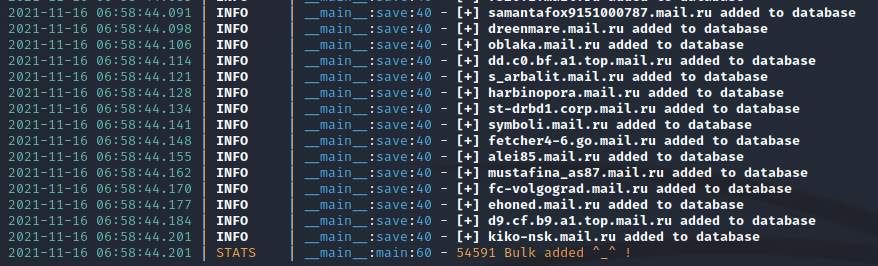 2021-11-16 06:58:44.091 | INFO     | __main__:save:40 - [+] samantafox9151000787.mail.ru added to database
2021-11-16 06:58:44.098 | INFO     | __main__:save:40 - [+] dreenmare.mail.ru added to database
2021-11-16 06:58:44.106 | INFO     | __main__:save:40 - [+] oblaka.mail.ru added to database
2021-11-16 06:58:44.114 | INFO     | __main__:save:40 - [+] dd.c0.bf.a1.top.mail.ru added to database
2021-11-16 06:58:44.121 | INFO     | __main__:save:40 - [+] s_arbalit.mail.ru added to database
2021-11-16 06:58:44.128 | INFO     | __main__:save:40 - [+] harbinopora.mail.ru added to database
2021-11-16 06:58:44.134 | INFO     | __main__:save:40 - [+] st-drbd1.corp.mail.ru added to database
2021-11-16 06:58:44.141 | INFO     | __main__:save:40 - [+] symboli.mail.ru added to database
2021-11-16 06:58:44.148 | INFO     | __main__:save:40 - [+] fetcher4-6.go.mail.ru added to database
2021-11-16 06:58:44.155 | INFO     | __main__:save:40 - [+] alei85.mail.ru added to database
2021-11-16 06:58:44.162 | INFO     | __main__:save:40 - [+] mustafina_as87.mail.ru added to database
2021-11-16 06:58:44.170 | INFO     | __main__:save:40 - [+] fc-volgograd.mail.ru added to database
2021-11-16 06:58:44.177 | INFO     | __main__:save:40 - [+] ehoned.mail.ru added to database
2021-11-16 06:58:44.184 | INFO     | __main__:save:40 - [+] d9.cf.b9.a1.top.mail.ru added to database
2021-11-16 06:58:44.201 | INFO     | __main__:save:40 - [+] kiko-nsk.mail.ru added to database
2021-11-16 06:58:44.201 | STATS    | __main__:main:60 - 54591 Bulk added ^_^ !